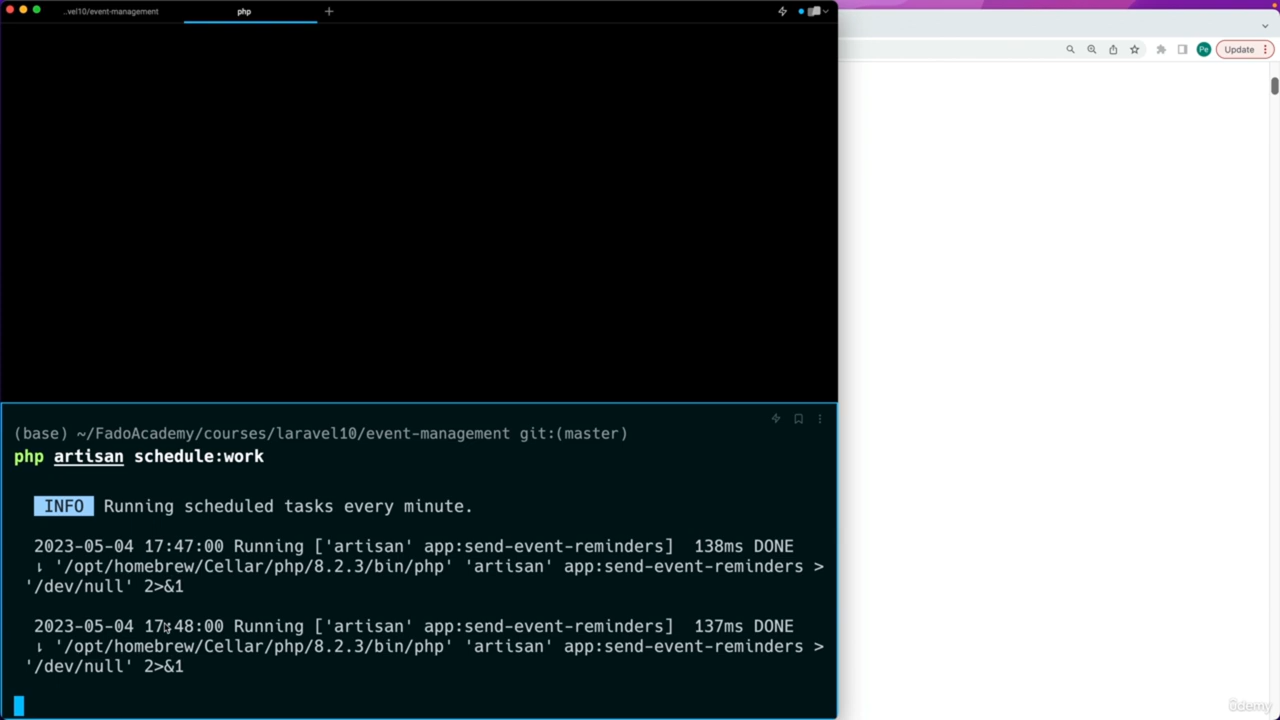 ..vel10/event-management
php
Pe
Update
(base) ~/FadoAcademy/courses/laravel10/event-management git:(master)
php artisan schedule:work
INFO Running scheduled tasks every minute.
2023-05-04 17:47:00 Running ['artisan' app:send-event-reminders] 138ms DONE
⇂ '/opt/homebrew/Cellar/php/8.2.3/bin/php' 'artisan' app:send-event-reminders >
'/dev/null' 2>&1
2023-05-04 17:48:00 Running ['artisan' app:send-event-reminders] 137ms DONE
⇂ '/opt/homebrew/Cellar/php/8.2.3/bin/php' 'artisan' app:send-event-reminders >
'/dev/null' 2>&1
ûdemy